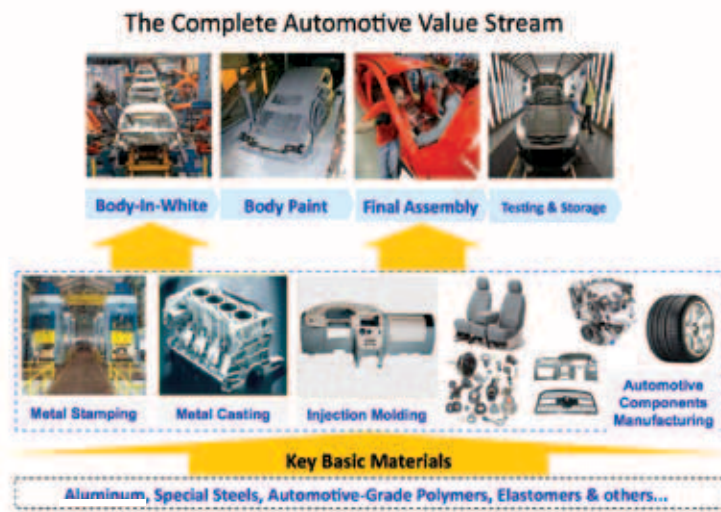 The Complete Automotive Value Stream
Body-In-White
Body Paint
Final Assembly
Testing & Storage
Metal Stamping
Metal Casting
Injection Molding
Automotive
Components
Manufacturing
Key Basic Materials
Aluminum, Special Steels, Automotive-Grade Polymers, Elastomers & others...